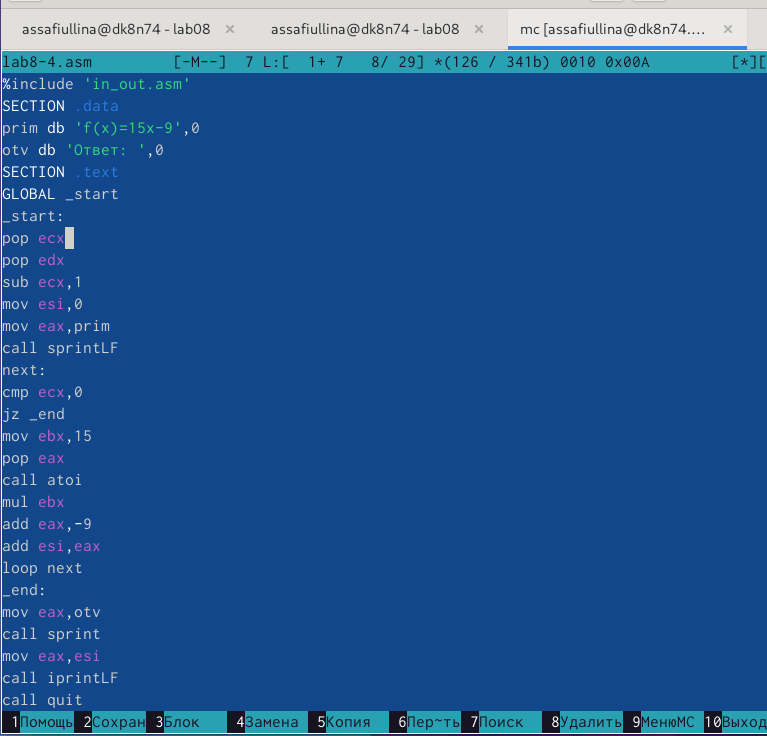 assafiullina@dk8n74 - lab08 × assafiullina@dk8n74 - lab08 × mc [assafiullina@dk8n74.… ×
lab8-4.asm [-M--] 7 L:[ 1+ 7 8/ 29] *(126 / 341b) 0010 0x00A [*][
%include 'in_out.asm'
SECTION .data
prim db 'f(x)=15x-9',0
otv db 'Ответ: ',0
SECTION .text
GLOBAL _start
_start:
pop ecx
pop edx
sub ecx,1
mov esi,0
mov eax,prim
call sprintLF
next:
cmp ecx,0
jz _end
mov ebx,15
pop eax
call atoi
mul ebx
add eax,-9
add esi,eax
loop next
_end:
mov eax,otv
call sprint
mov eax,esi
call iprintLF
call quit
1Помощь 2Сохран 3Блок 4Замена 5Копия 6Пер~ть 7Поиск 8Удалить 9МенюМС 10Выход